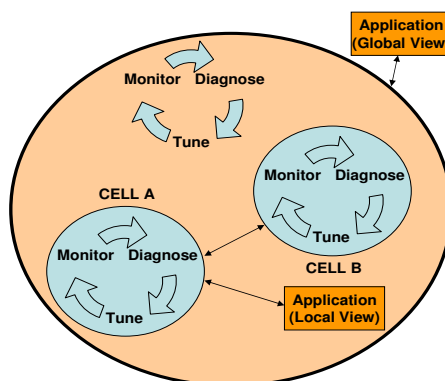 Application
(Global View)
Monitor Diagnose
Tune
Monitor Diagnose
Tune
CELL B
CELL A
Monitor Diagnose
Tune
Application
(Local View)